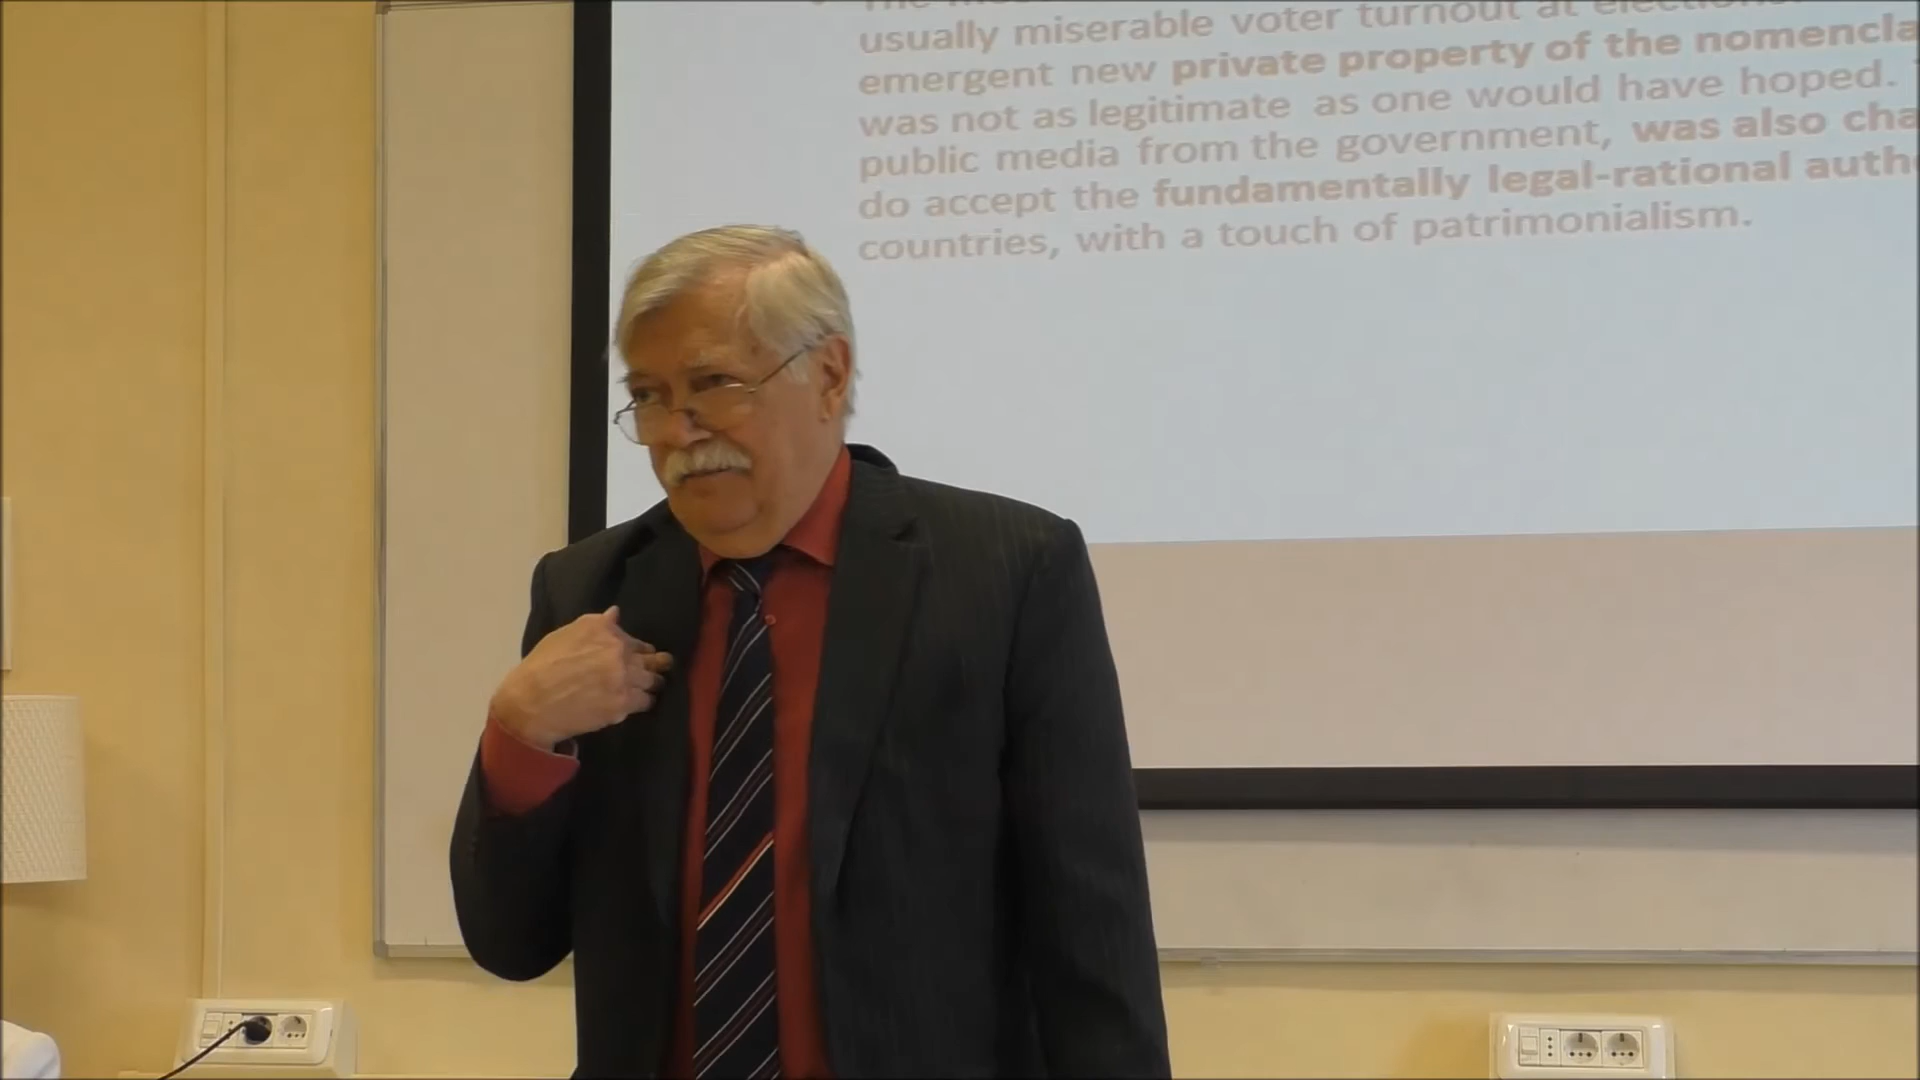 usually miserable voter turnout at
emergent new private property of the
was not as legitimate as one would have hoped.
public media from the government, was also
do accept the fundamentally legal-rational
countries, with a touch of patrimonialism.